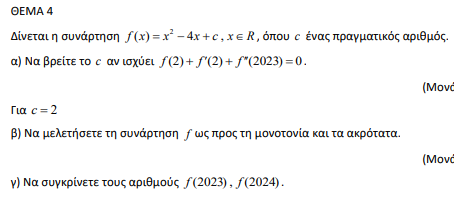 ΘΕΜΑ 4
Δίνεται η συνάρτηση f(x) = x² − 4x + c , x ∈ R , όπου c ένας πραγματικός αριθμός.
α) Να βρείτε το c αν ισχύει f(2) + f′(2) + f″(2023) = 0 .
(Μονά
Για c = 2
β) Να μελετήσετε τη συνάρτηση f ως προς τη μονοτονία και τα ακρότατα.
(Μονά
γ) Να συγκρίνετε τους αριθμούς f(2023) , f(2024) .